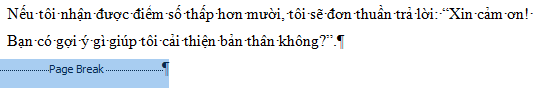 Nếu tôi nhận được điểm số thấp hơn mười, tôi sẽ đơn thuần trả lời: “Xin cảm ơn!
Bạn có gợi ý gì giúp tôi cải thiện bản thân không?”.¶
Page Break¶